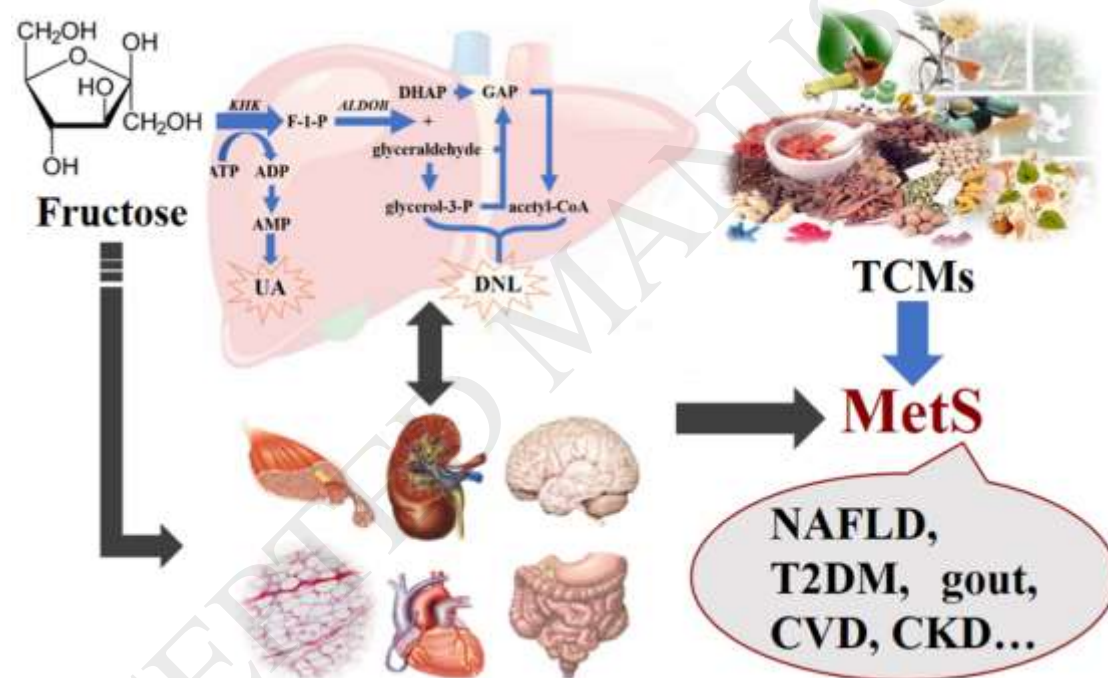 CH₂OH
OH
O
HO
CH₂OH
OH
Fructose
KHK
F-1-P
ALDOB
DHAP
GAP
+
glyceraldehyde
ATP
ADP
glycerol-3-P
acetyl-CoA
AMP
UA
DNL
TCMs
MetS
NAFLD,
T2DM, gout,
CVD, CKD...